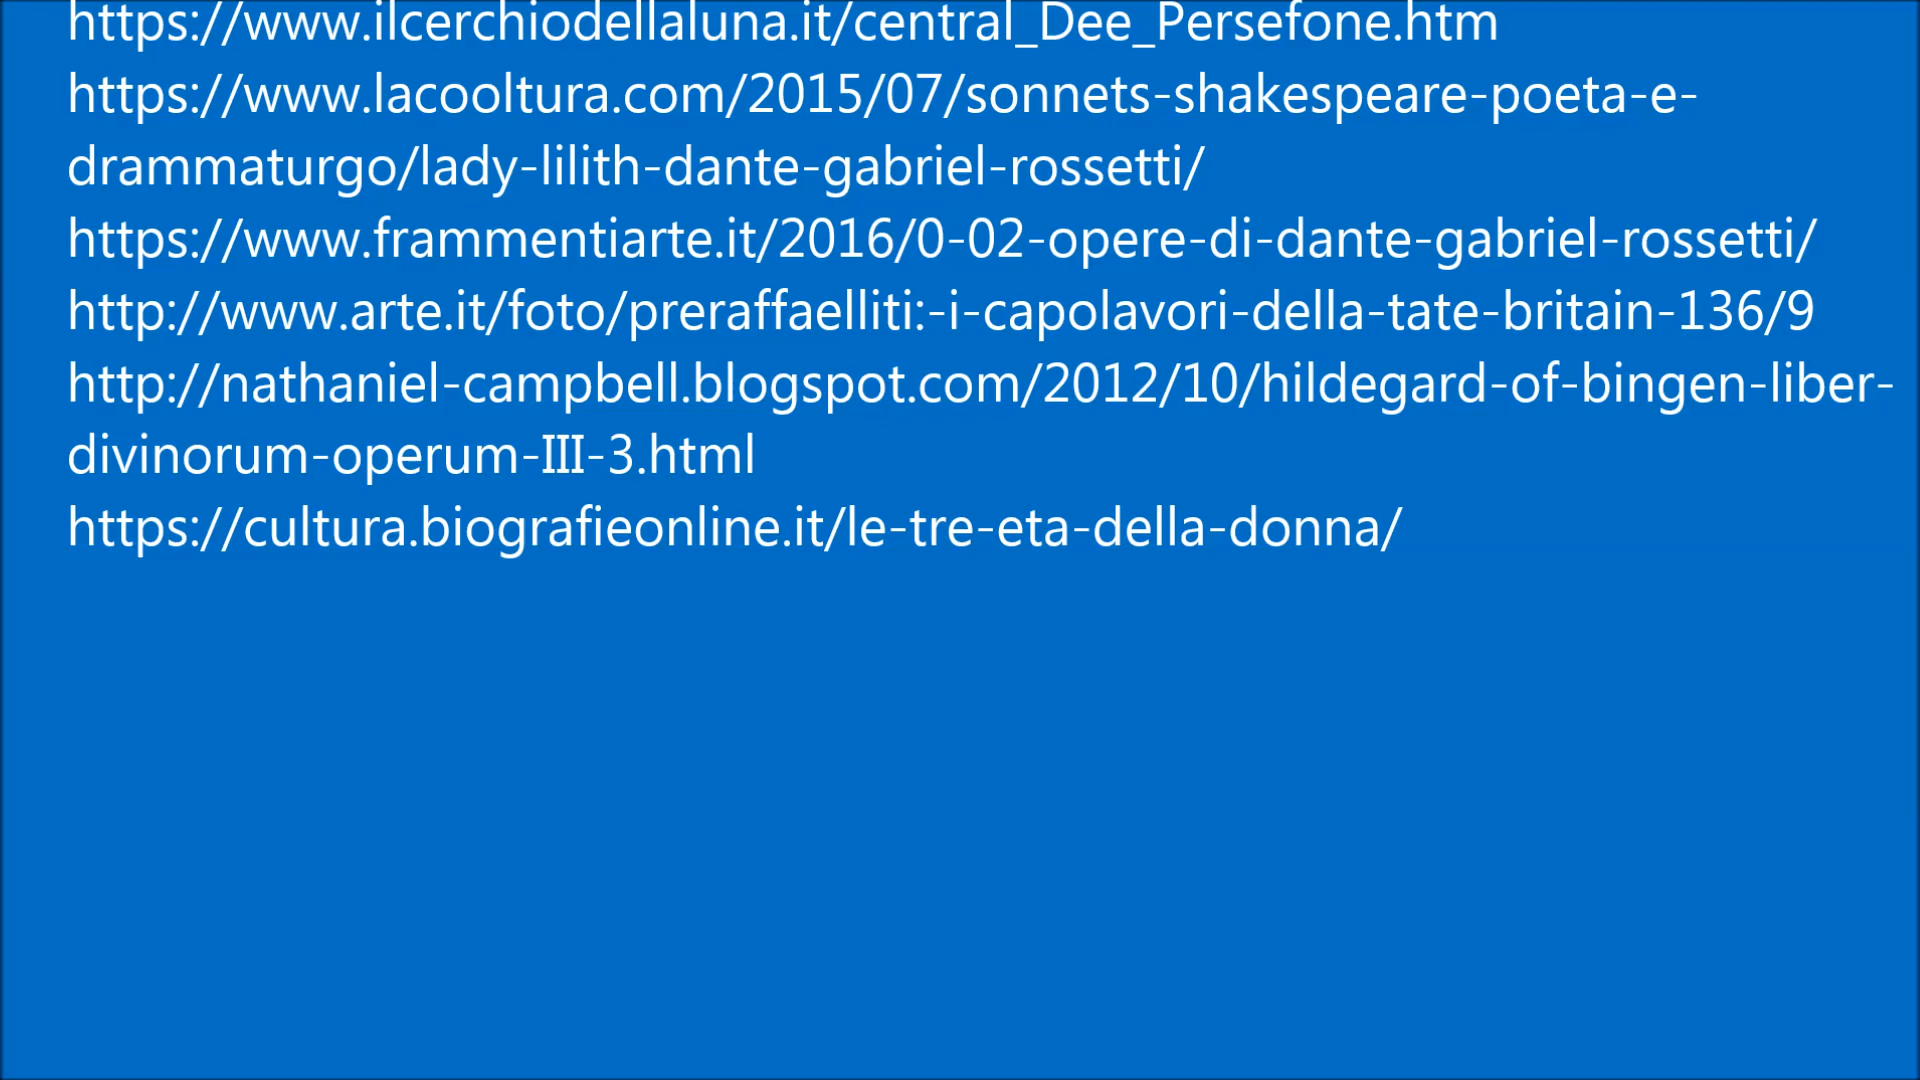 https://www.ilcerchiodellaluna.it/central_Dee_Persefone.htm
https://www.lacooltura.com/2015/07/sonnets-shakespeare-poeta-e-
drammaturgo/lady-lilith-dante-gabriel-rossetti/
https://www.frammentiarte.it/2016/0-02-opere-di-dante-gabriel-rossetti/
http://www.arte.it/foto/preraffaelliti:-i-capolavori-della-tate-britain-136/9
http://nathaniel-campbell.blogspot.com/2012/10/hildegard-of-bingen-liber-
divinorum-operum-III-3.html
https://cultura.biografieonline.it/le-tre-eta-della-donna/